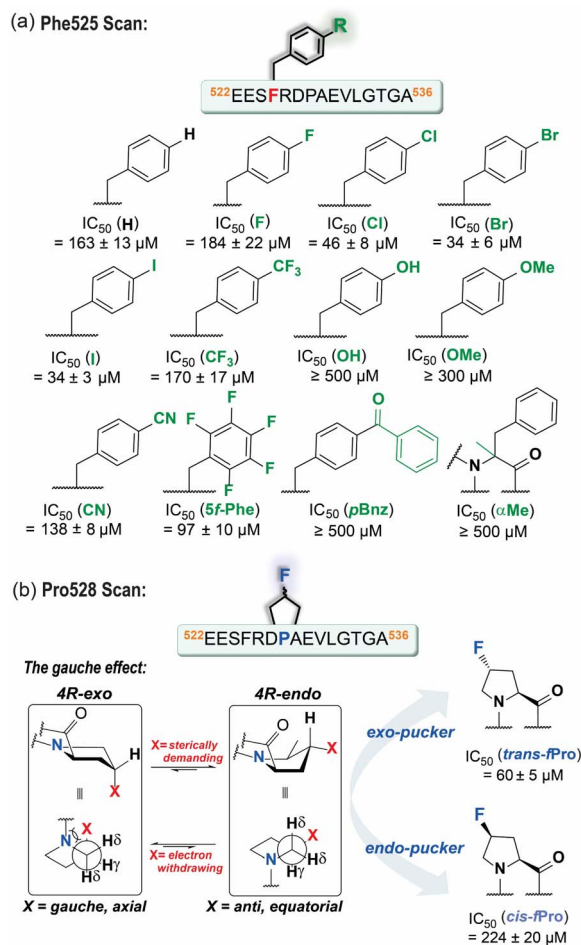 (a) Phe525 Scan:
R
522EESFRDPAEVLGTGA536
H
F
Cl
Br
IC50 (H)
= 163 ± 13 µM
IC50 (F)
= 184 ± 22 µM
IC50 (Cl)
= 46 ± 8 µM
IC50 (Br)
= 34 ± 6 µM
I
CF3
OH
OMe
IC50 (I)
= 34 ± 3 µM
IC50 (CF3)
= 170 ± 17 µM
IC50 (OH)
≥ 500 µM
IC50 (OMe)
≥ 300 µM
CN
F
F
F
F
F
O
N
O
IC50 (CN)
= 138 ± 8 µM
IC50 (5f-Phe)
= 97 ± 10 µM
IC50 (pBnz)
≥ 500 µM
IC50 (αMe)
≥ 500 µM
(b) Pro528 Scan:
F
522EESFRDPAEVLGTGA536
The gauche effect:
4R-exo
4R-endo
O
N
H
X
X= sterically
demanding
O
N
H
X
N
X
Hδ
Hγ
Hδ
X= electron
withdrawing
Hδ
X
N
Hδ
Hγ
X = gauche, axial
X = anti, equatorial
exo-pucker
endo-pucker
F
N
O
IC50 (trans-fPro)
= 60 ± 5 µM
F
N
O
IC50 (cis-fPro)
= 224 ± 20 µM